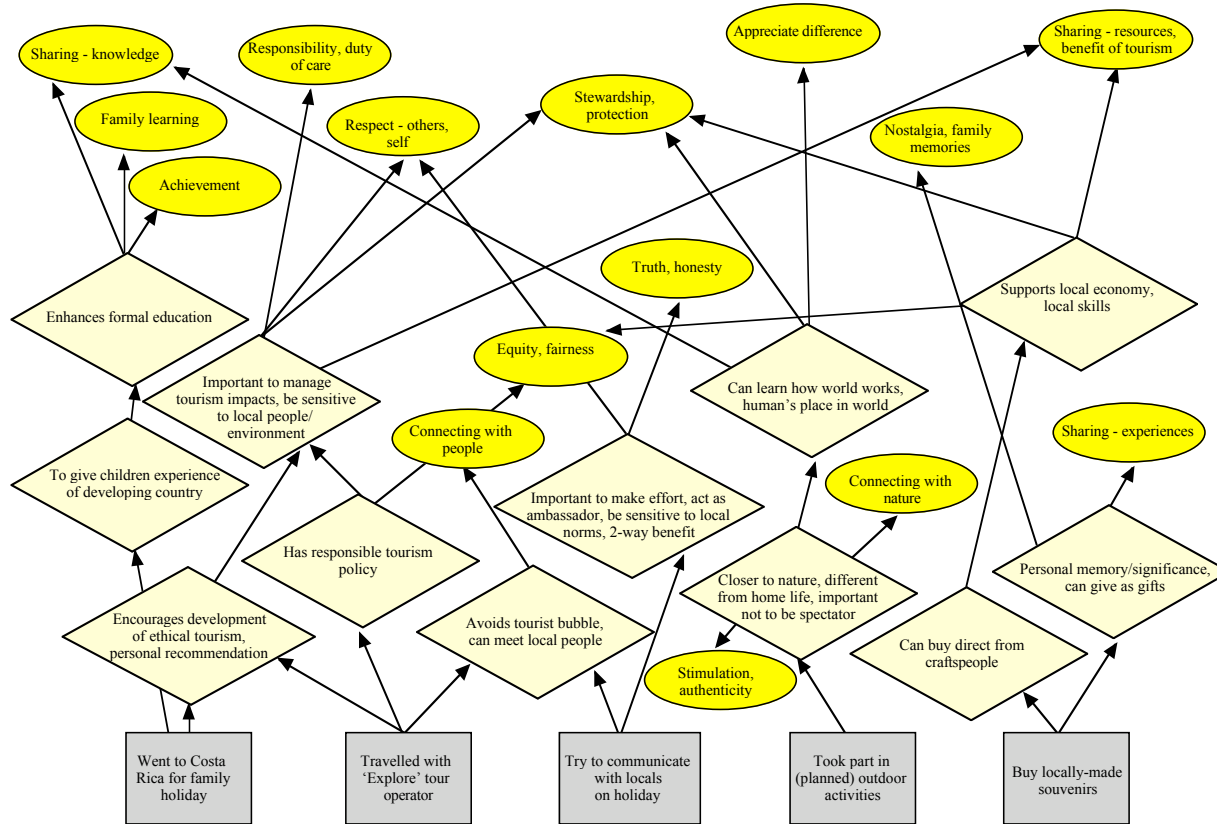 Sharing - knowledge
Responsibility, duty
of care
Appreciate difference
Sharing - resources,
benefit of tourism
Family learning
Respect - others,
self
Stewardship,
protection
Nostalgia, family
memories
Achievement
Truth, honesty
Enhances formal education
Supports local economy,
local skills
Equity, fairness
Important to manage
tourism impacts, be sensitive
to local people/
environment
Can learn how world works,
human’s place in world
Connecting with
people
Sharing - experiences
To give children experience
of developing country
Connecting with
nature
Important to make effort, act as
ambassador, be sensitive to local
norms, 2-way benefit
Has responsible tourism
policy
Closer to nature, different
from home life, important
not to be spectator
Personal memory/significance,
can give as gifts
Encourages development
of ethical tourism,
personal recommendation
Avoids tourist bubble,
can meet local people
Can buy direct from
craftspeople
Stimulation,
authenticity
Went to Costa
Rica for family
holiday
Travelled with
‘Explore’ tour
operator
Try to communicate
with locals
on holiday
Took part in
(planned) outdoor
activities
Buy locally-made
souvenirs